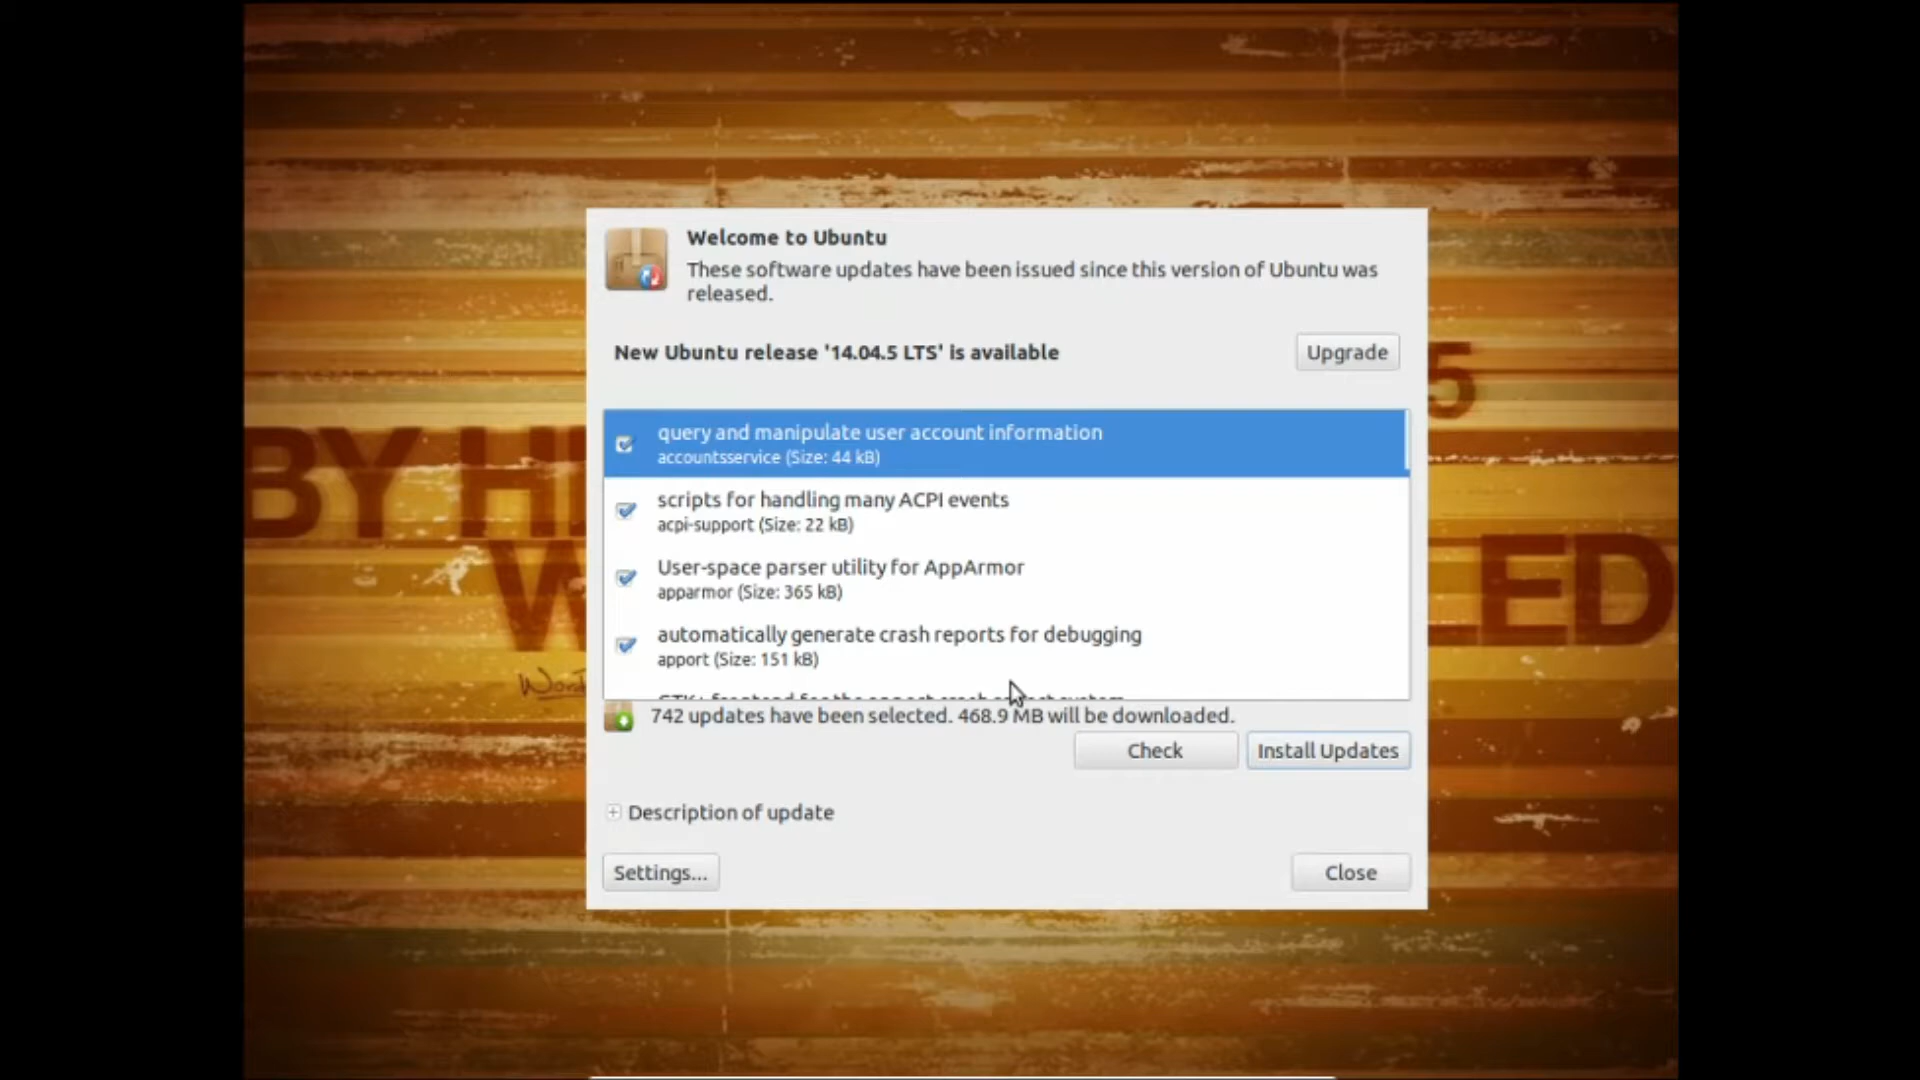 Welcome to Ubuntu
These software updates have been issued since this version of Ubuntu was
released.
New Ubuntu release '14.04.5 LTS' is available
Upgrade
5
query and manipulate user account information
accountsservice (Size: 44 kB)
BY H
scripts for handling many ACPI events
acpi-support (Size: 22 kB)
W
LED
User-space parser utility for AppArmor
apparmor (Size: 365 kB)
automatically generate crash reports for debugging
apport (Size: 151 kB)
742 updates have been selected. 468.9 MB will be downloaded.
Check
Install Updates
Description of update
Settings...
Close